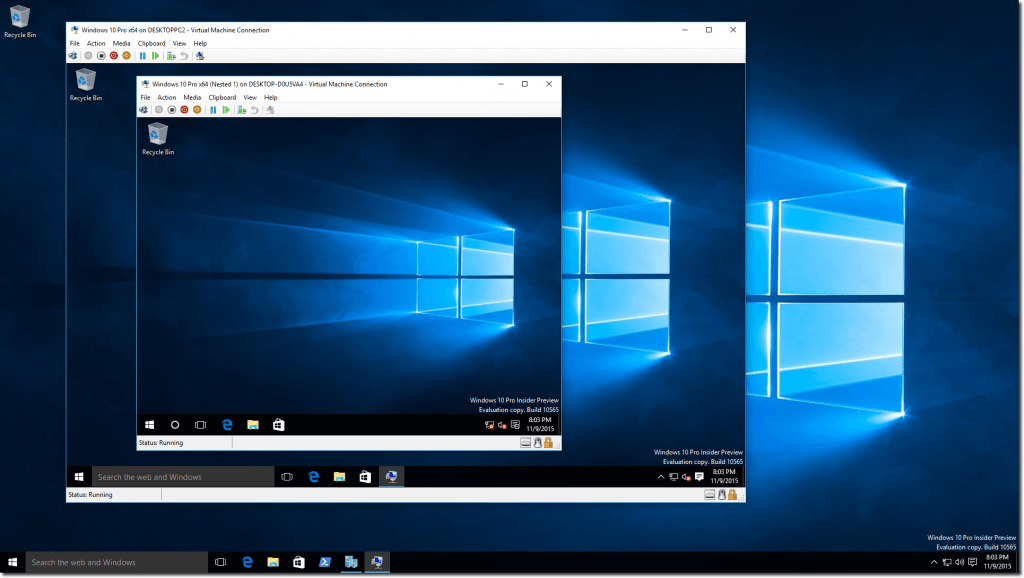 Recycle Bin
Windows 10 Pro x64 on DESKTOPPC2 - Virtual Machine Connection
File Action Media Clipboard View Help
Recycle Bin
Windows 10 Pro x64 (Nested 1) on DESKTOP-D0U5VA4 - Virtual Machine Connection
File Action Media Clipboard View Help
Recycle Bin
Windows 10 Pro Insider Preview
Evaluation copy. Build 10565
8:03 PM
11/9/2015
Status: Running
Windows 10 Pro Insider Preview
Evaluation copy. Build 10565
Search the web and Windows
8:03 PM
11/9/2015
Status: Running
Windows 10 Pro Insider Preview
Evaluation copy. Build 10565
Search the web and Windows
8:03 PM
11/9/2015